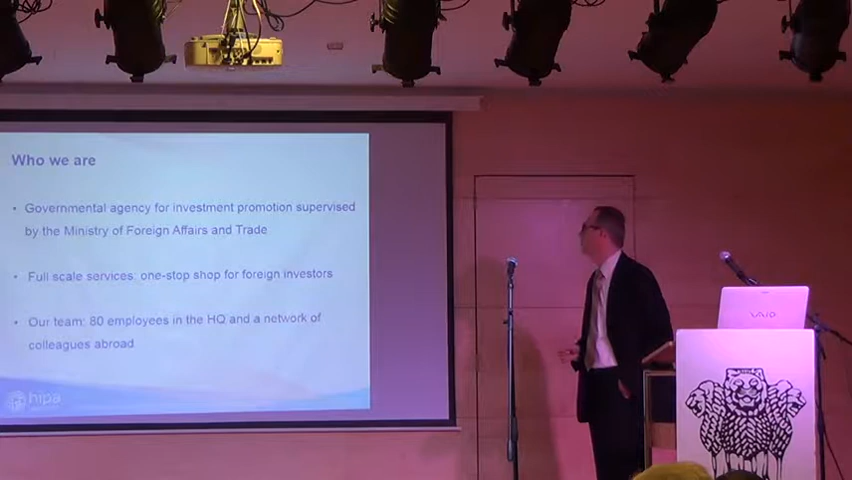 Who we are
• Governmental agency for investment promotion supervised
by the Ministry of Foreign Affairs and Trade
• Full scale services: one-stop shop for foreign investors
• Our team: 80 employees in the HQ and a network of
colleagues abroad
hipa
VAIO